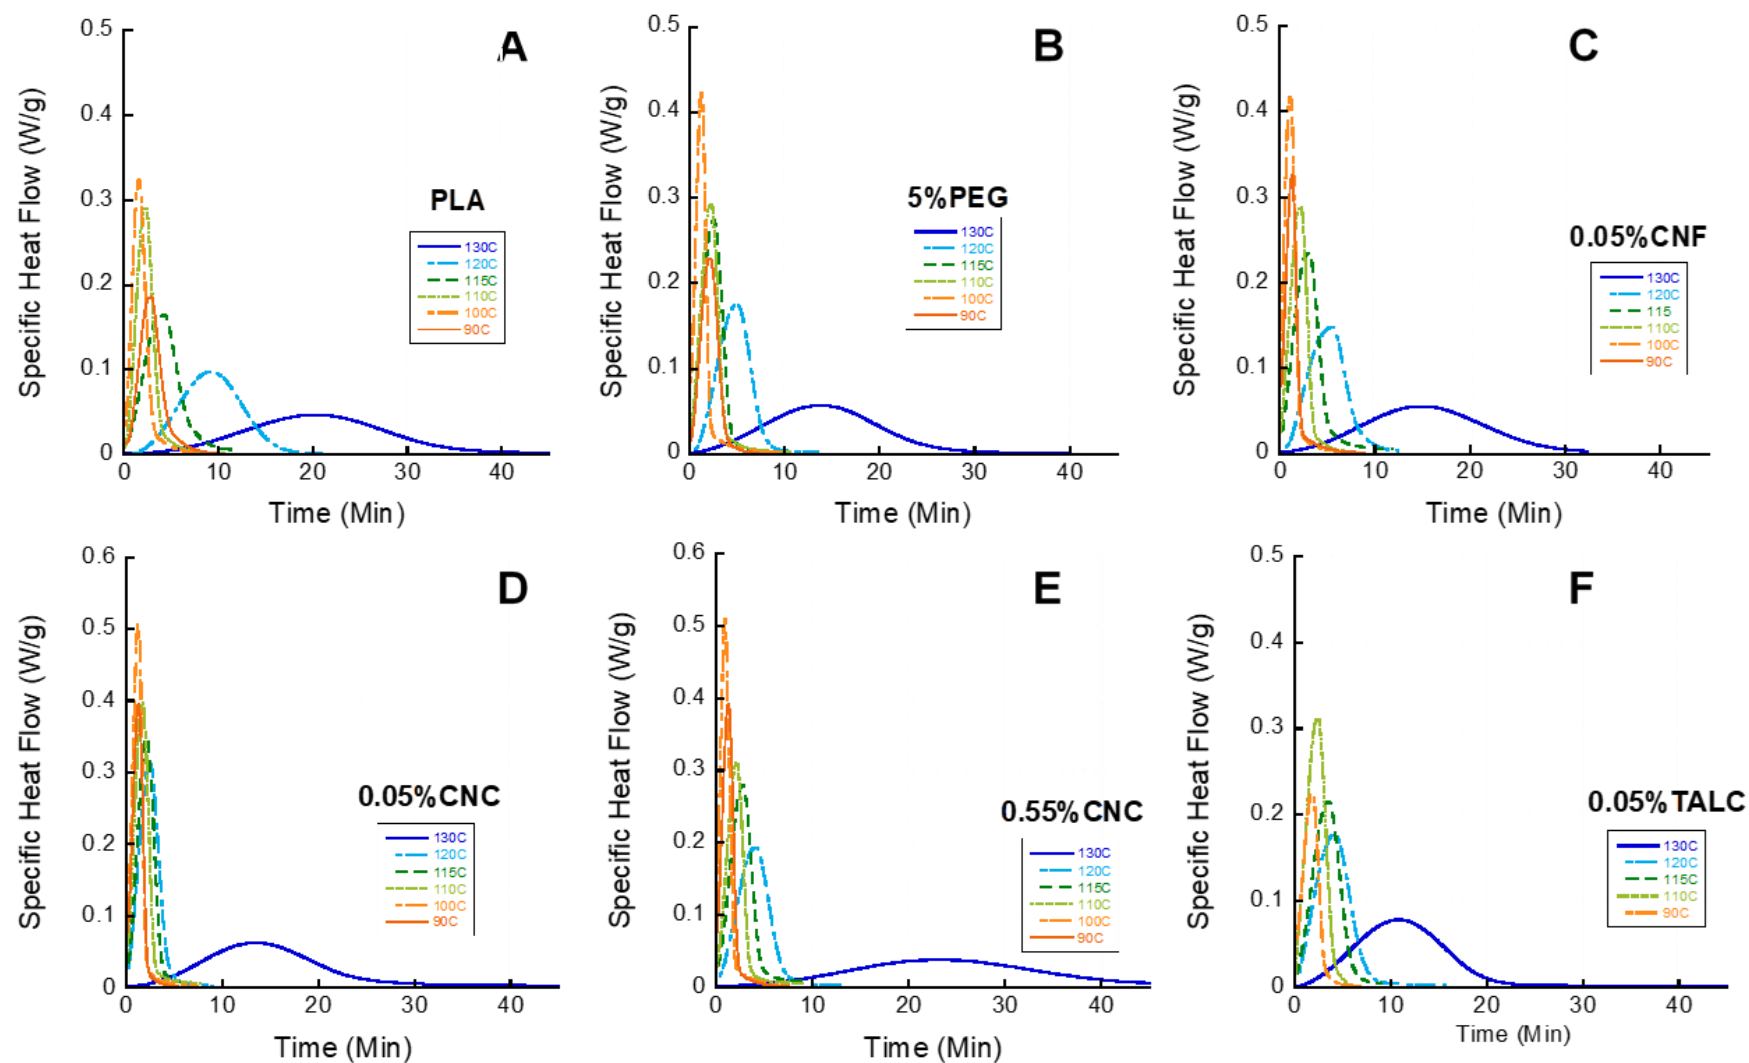 A
Specific Heat Flow (W/g)
0.5
0.4
0.3
0.2
0.1
0
PLA
130C
120C
115C
110C
100C
90C
0 10 20 30 40
Time (Min)
B
Specific Heat Flow (W/g)
0.5
0.4
0.3
0.2
0.1
0
5%PEG
130C
120C
115C
110C
100C
90C
0 10 20 30 40
Time (Min)
C
Specific Heat Flow (W/g)
0.5
0.4
0.3
0.2
0.1
0
0.05%CNF
130C
120C
115
110C
100C
90C
0 10 20 30 40
Time (Min)
D
Specific Heat Flow (W/g)
0.6
0.5
0.4
0.3
0.2
0.1
0
0.05%CNC
130C
120C
115C
110C
100C
90C
0 10 20 30 40
Time (Min)
E
Specific Heat Flow (W/g)
0.6
0.5
0.4
0.3
0.2
0.1
0
0.55%CNC
130C
120C
115C
110C
100C
90C
0 10 20 30 40
Time (Min)
F
Specific Heat Flow (W/g)
0.5
0.4
0.3
0.2
0.1
0
0.05%TALC
130C
120C
115C
110C
90C
0 10 20 30 40
Time (Min)